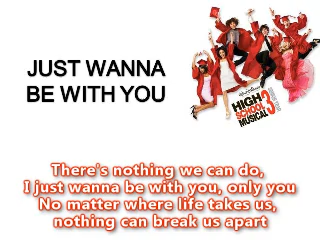 JUST WANNA
BE WITH YOU
HIGH
SCHOOL
MUSICAL
3
There's nothing we can do,
I just wanna be with you, only you
No matter where life takes us,
nothing can break us apart